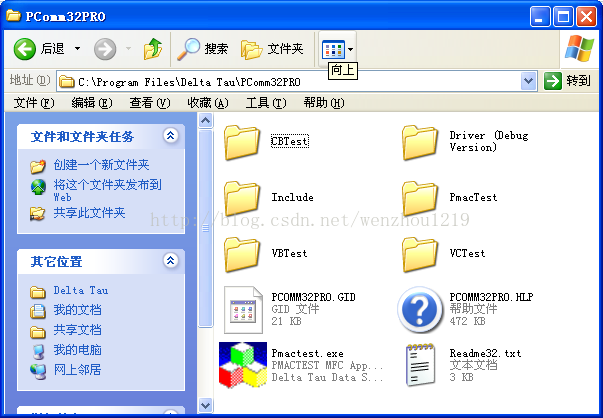 PComm32PRO
后退 搜索 文件夹
向上
地址(D) C:\Program Files\Delta Tau\PComm32PRO 转到
文件(F) 编辑(E) 查看(V) 收藏(A) 工具(T) 帮助(H)
文件和文件夹任务
创建一个新文件夹
将这个文件夹发布到
Web
共享此文件夹
其它位置
Delta Tau
我的文档
共享文档
我的电脑
网上邻居
CBTest
Driver (Debug
Version)
Include
PmacTest
VBTest
VCTest
PCOMM32PRO.GID
GID 文件
21 KB
PCOMM32PRO.HLP
帮助文件
472 KB
Pmactest.exe
PMACTEST MFC App...
Delta Tau Data S...
Readme32.txt
文本文档
3 KB
http://blog.csdn.net/wenzhou1219